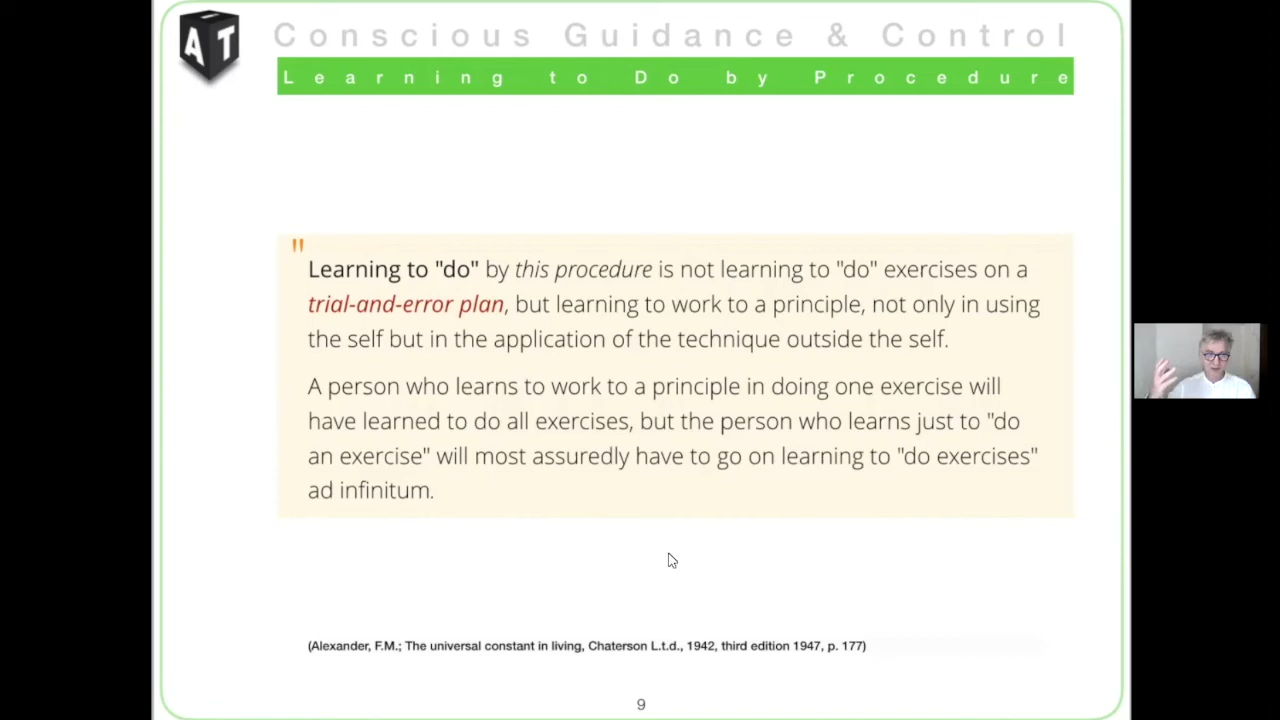 AT
Conscious Guidance & Control
Learning to Do by Procedure
"
Learning to "do" by this procedure is not learning to "do" exercises on a
trial-and-error plan, but learning to work to a principle, not only in using
the self but in the application of the technique outside the self.
A person who learns to work to a principle in doing one exercise will
have learned to do all exercises, but the person who learns just to "do
an exercise" will most assuredly have to go on learning to "do exercises"
ad infinitum.
(Alexander, F.M.; The universal constant in living, Chaterson L.t.d., 1942, third edition 1947, p. 177)
9